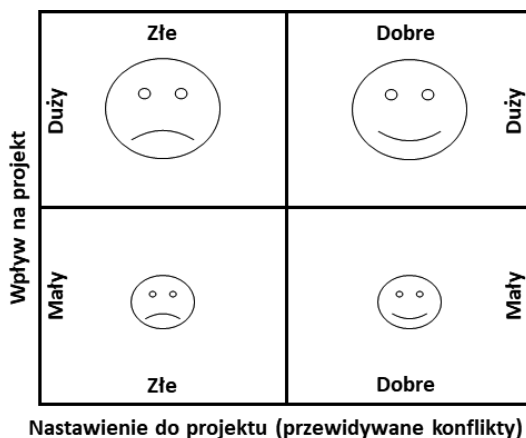 Złe Dobre
Duży Duży
Wpływ na projekt
Mały Mały
Złe Dobre
Nastawienie do projektu (przewidywane konflikty)